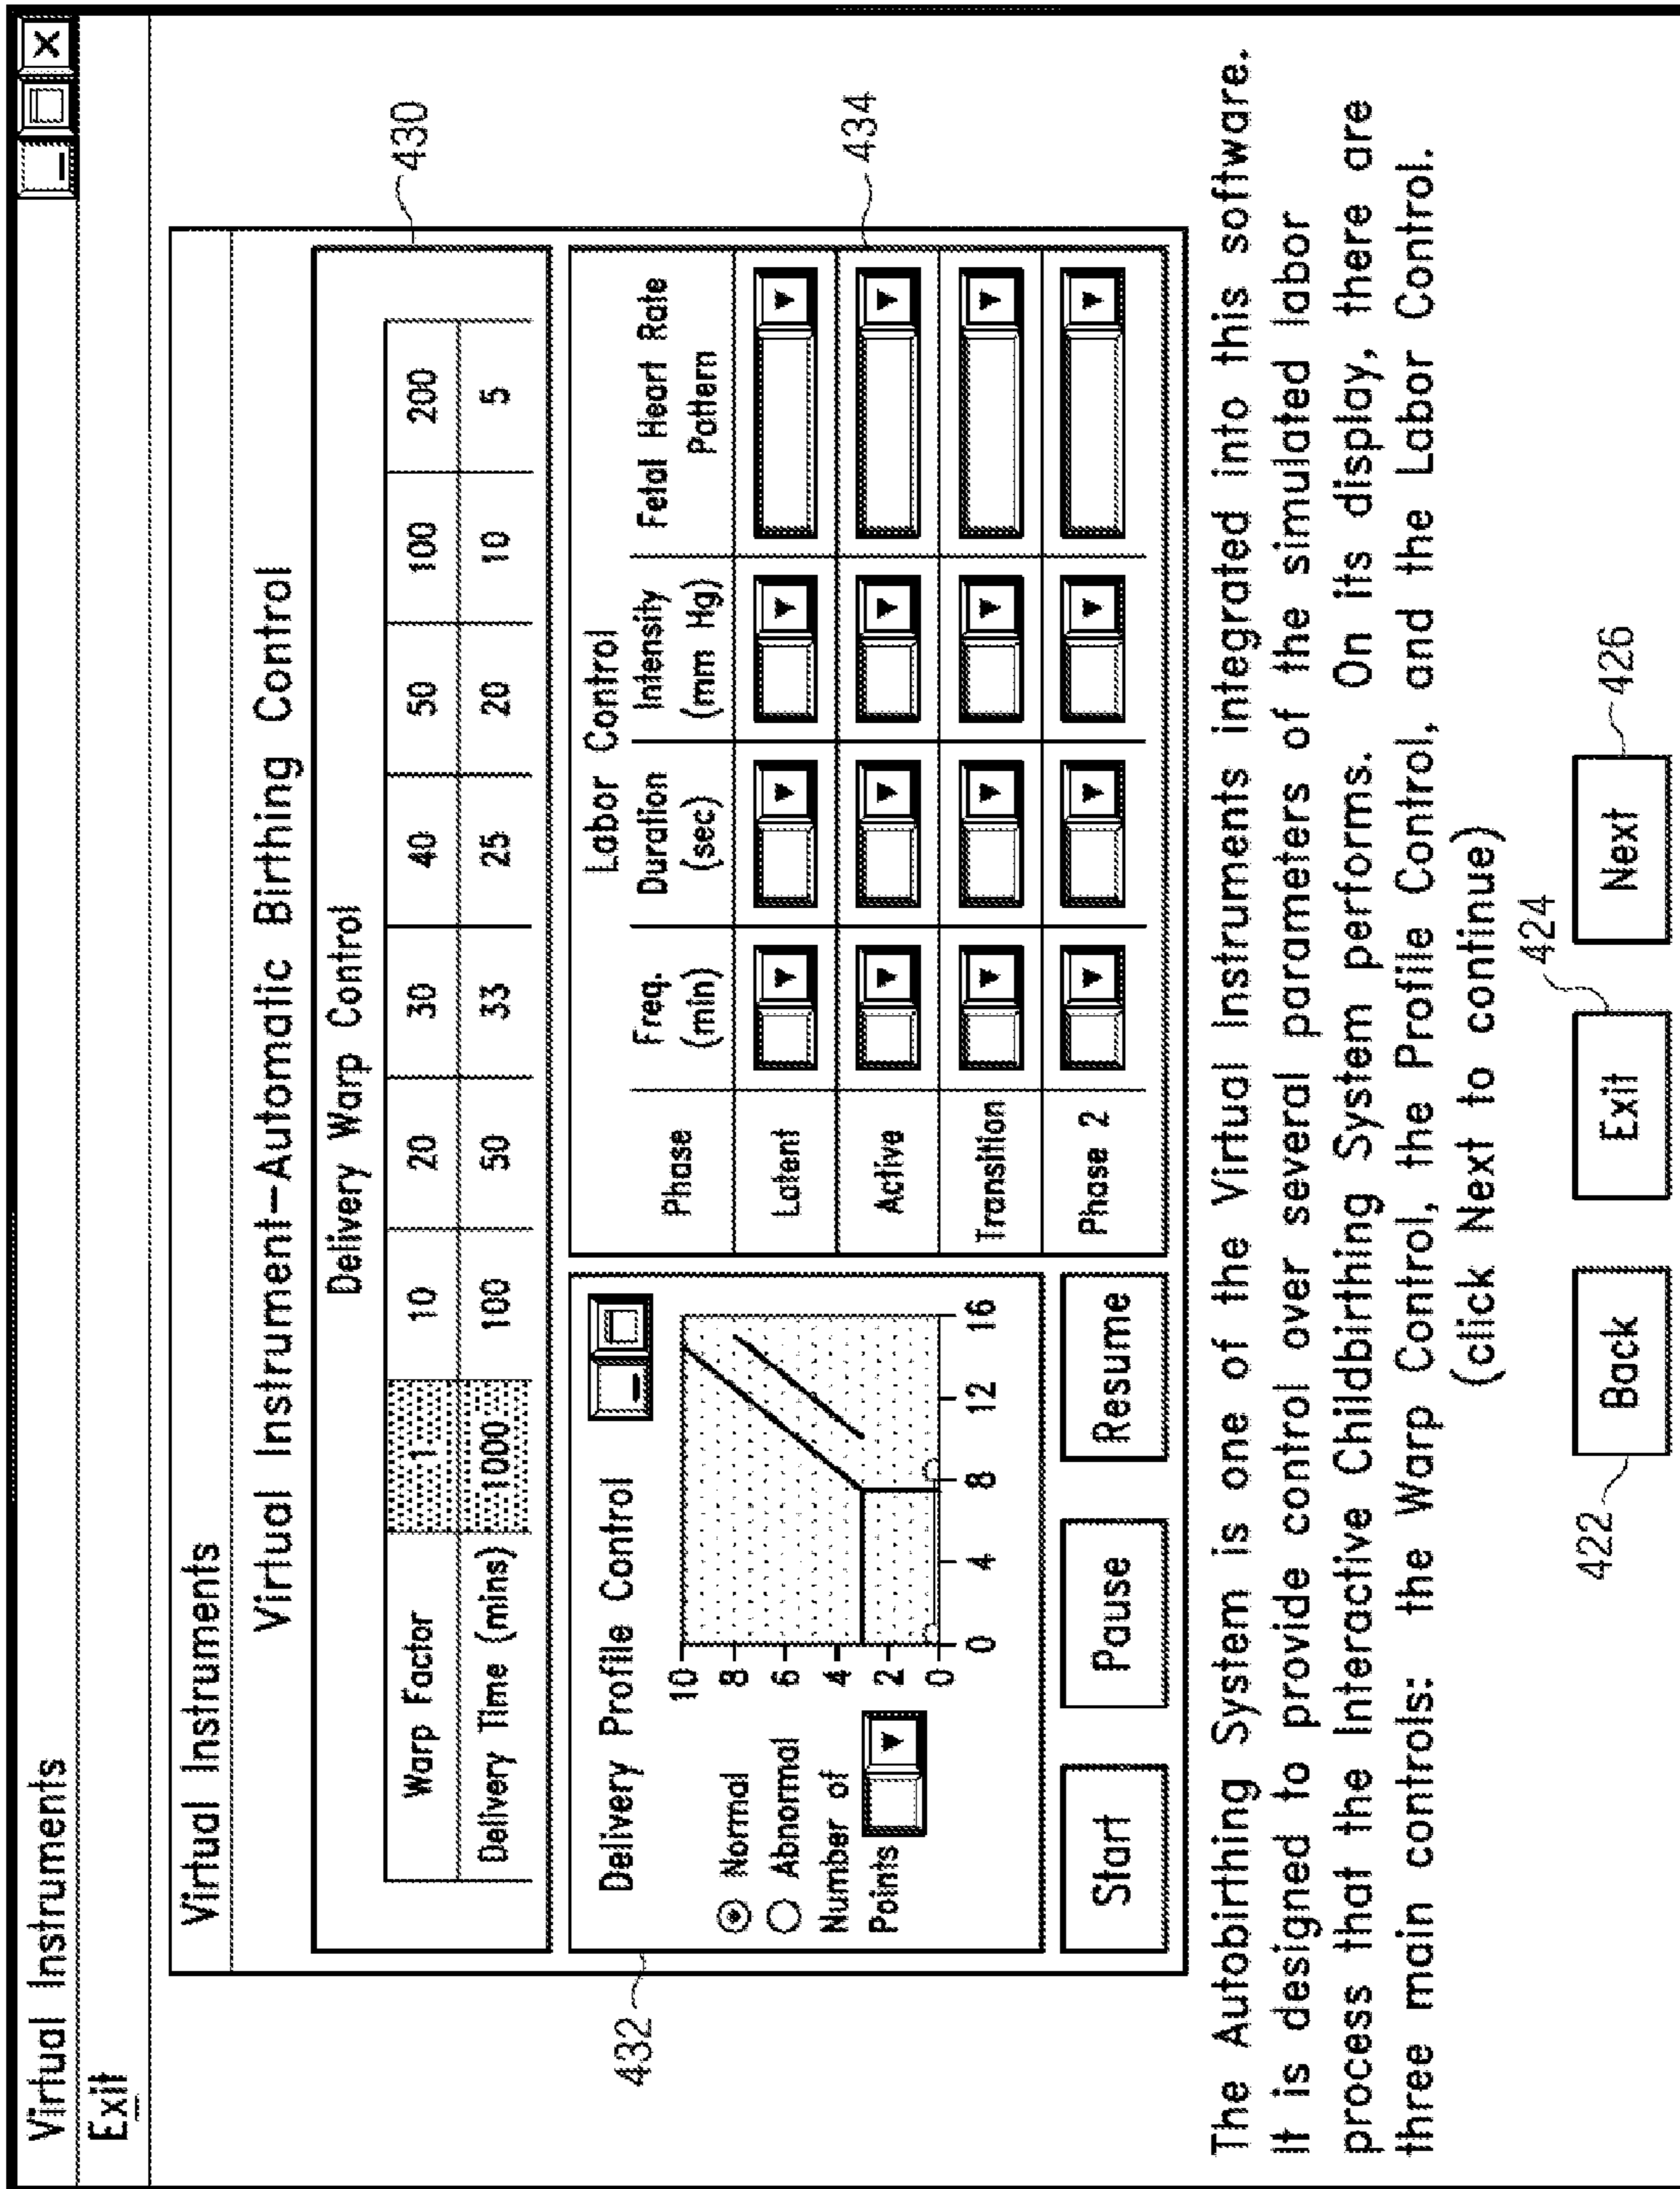 Virtual Instruments
Exit
Virtual Instruments
Virtual Instrument-Automatic Birthing Control
Delivery Warp Control
430
Warp Factor 1 10 20 30 40 50 100 200
Delivery Time (mins) 1000 100 50 33 25 20 10 5
432
Delivery Profile Control
Normal
Abnormal
Number of
Points
10
8
6
4
2
0
0 4 8 12 16
Start Pause Resume
Labor Control
434
Phase Freq. Duration Intensity Fetal Heart Rate
(min) (sec) (mm Hg) Pattern
Latent
Active
Transition
Phase 2
The Autobirthing System is one of the Virtual Instruments integrated into this software.
It is designed to provide control over several parameters of the simulated labor
process that the Interactive Childbirthing System performs. On its display, there are
three main controls: the Warp Control, the Profile Control, and the Labor Control.
(click Next to continue)
422 Back
424 Exit
426 Next